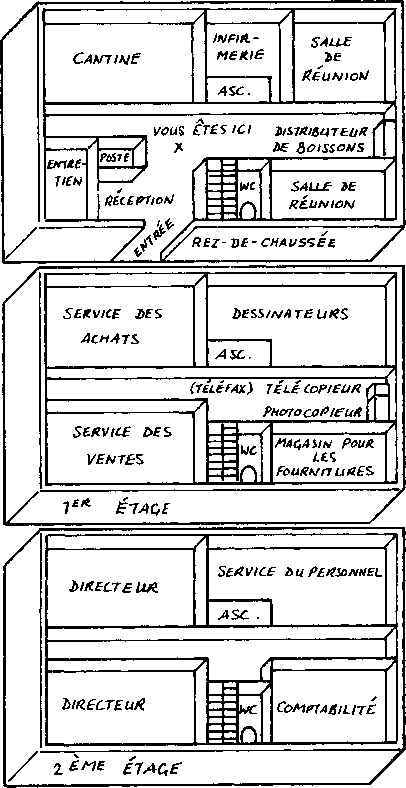 CANTINE
INFIR-
MERIE
SALLE
DE
RÉUNION
ASC.
VOUS ÊTES ICI
X
DISTRIBUTEUR
DE BOISSONS
ENTRE-
TIEN
POSTE
RÉCEPTION
WC
SALLE DE
RÉUNION
ENTRÉE
REZ-DE-CHAUSSÉE
SERVICE DES
ACHATS
DESSINATEURS
ASC.
(TÉLÉFAX) TÉLÉCOPIEUR
PHOTOCOPIEUR
SERVICE DES
VENTES
WC
MAGASIN POUR
LES
FOURNITURES
1ER ÉTAGE
DIRECTEUR
SERVICE DU PERSONNEL
ASC.
DIRECTEUR
WC
COMPTABILITÉ
2ÈME ÉTAGE